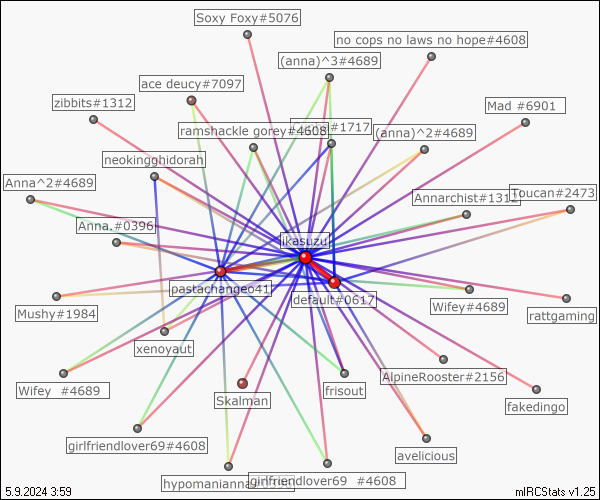 Soxy Foxy#5076
no cops no laws no hope#4608
(anna)^3#4689
ace deucy#7097
zibbits#1312
Mad #6901
ramshackle gorey#4608
#1717
(anna)^2#4689
neokingghidorah
Anna^2#4689
Annarchist#1312
Toucan#2473
Anna.#0396
jikasuzu
pastechange041
default#0617
Mushy#1984
Wifey#4689
rattgaming
xenoyaut
AlpineRooster#2156
Wifey  #4689
Skalman
frisout
fakedingo
girlfriendlover69#4608
avelicious
girlfriendlover69  #4608
5.9.2024 3:59
mIRCStats v1.25